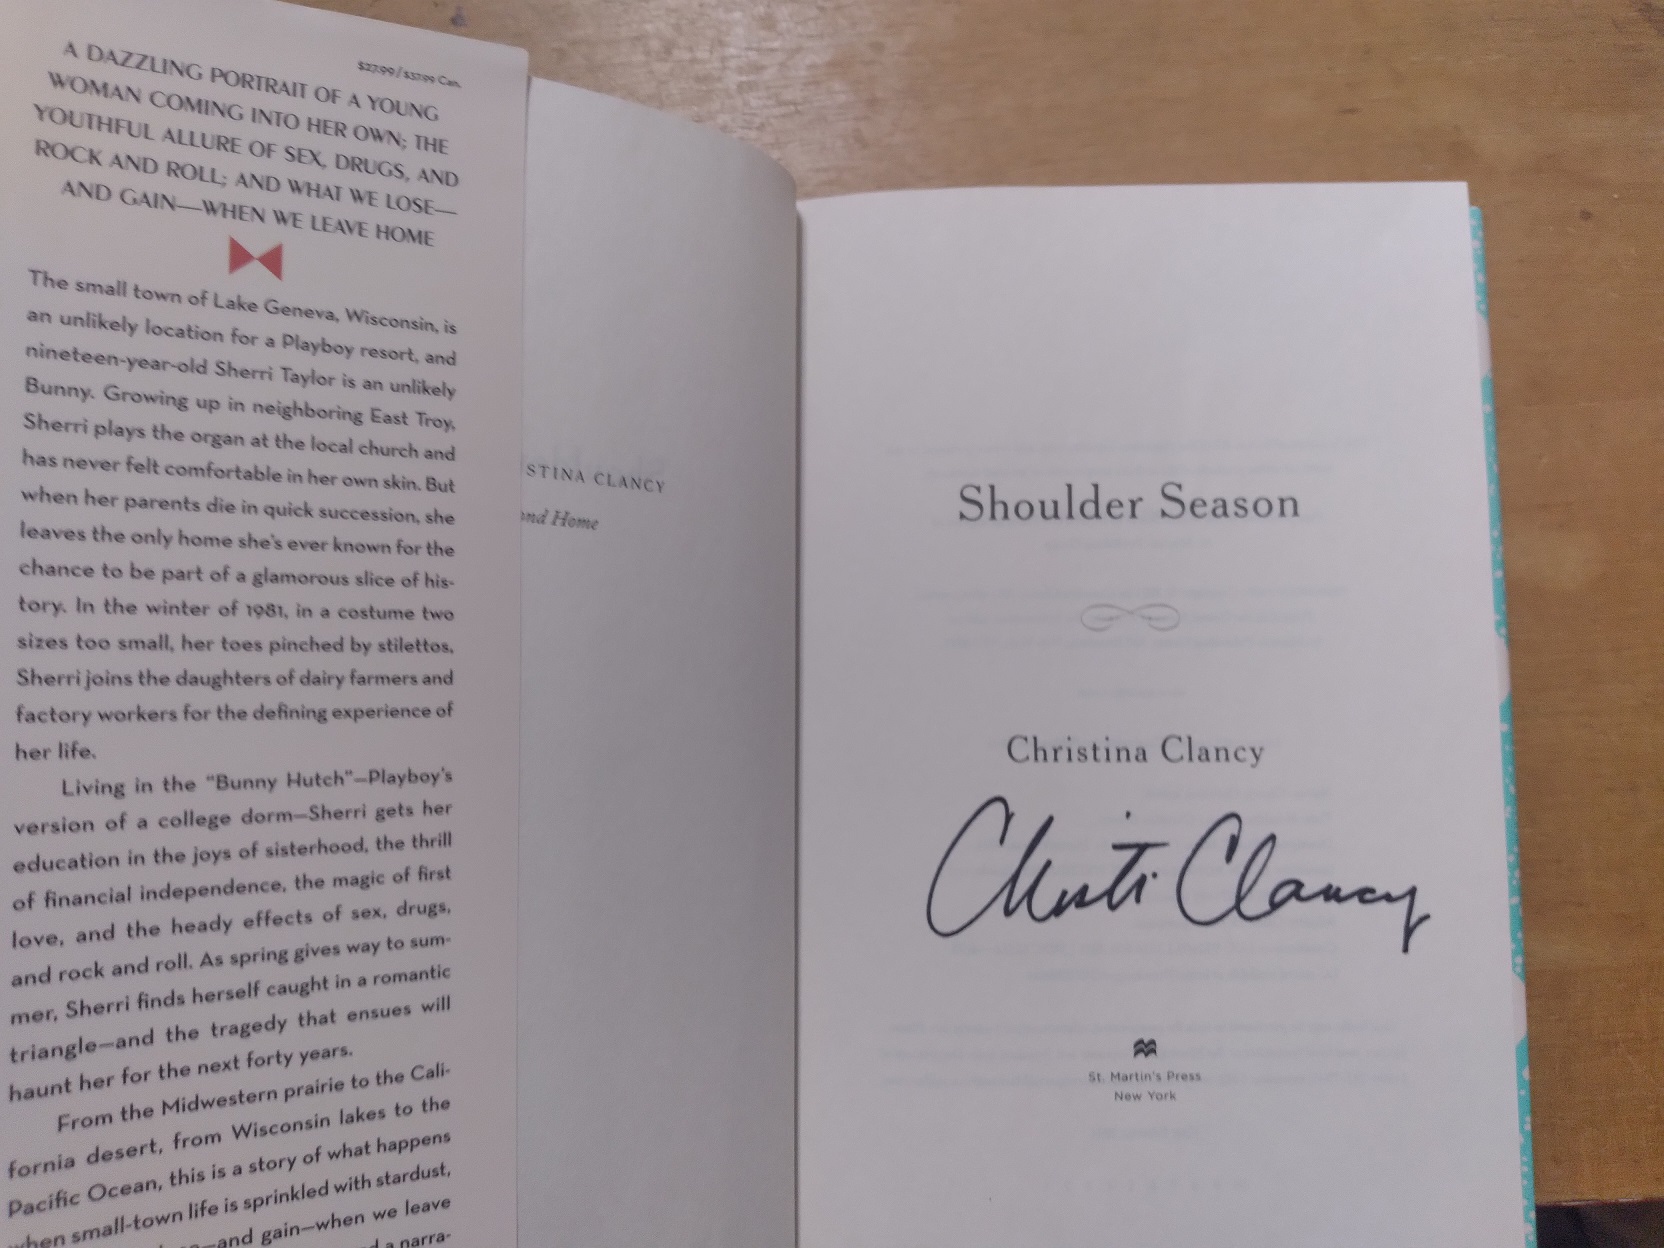 $27.99/$37.99 Can.
A DAZZLING PORTRAIT OF A YOUNG
WOMAN COMING INTO HER OWN; THE
YOUTHFUL ALLURE OF SEX, DRUGS, AND
ROCK AND ROLL; AND WHAT WE LOSE—
AND GAIN—WHEN WE LEAVE HOME
The small town of Lake Geneva, Wisconsin, is
an unlikely location for a Playboy resort, and
nineteen-year-old Sherri Taylor is an unlikely
Bunny. Growing up in neighboring East Troy,
Sherri plays the organ at the local church and
has never felt comfortable in her own skin. But
when her parents die in quick succession, she
leaves the only home she's ever known for the
chance to be part of a glamorous slice of his-
tory. In the winter of 1981, in a costume two
sizes too small, her toes pinched by stilettos,
Sherri joins the daughters of dairy farmers and
factory workers for the defining experience of
her life.
Living in the "Bunny Hutch"—Playboy's
version of a college dorm—Sherri gets her
education in the joys of sisterhood, the thrill
of financial independence, the magic of first
love, and the heady effects of sex, drugs,
and rock and roll. As spring gives way to sum-
mer, Sherri finds herself caught in a romantic
triangle—and the tragedy that ensues will
haunt her for the next forty years.
From the Midwestern prairie to the Cali-
fornia desert, from Wisconsin lakes to the
Pacific Ocean, this is a story of what happens
when small-town life is sprinkled with stardust,
—and gain—when we leave
a narra-
STINA CLANCY
ond Home
Shoulder Season
Christina Clancy
Christi Clancy
St. Martin's Press
New York